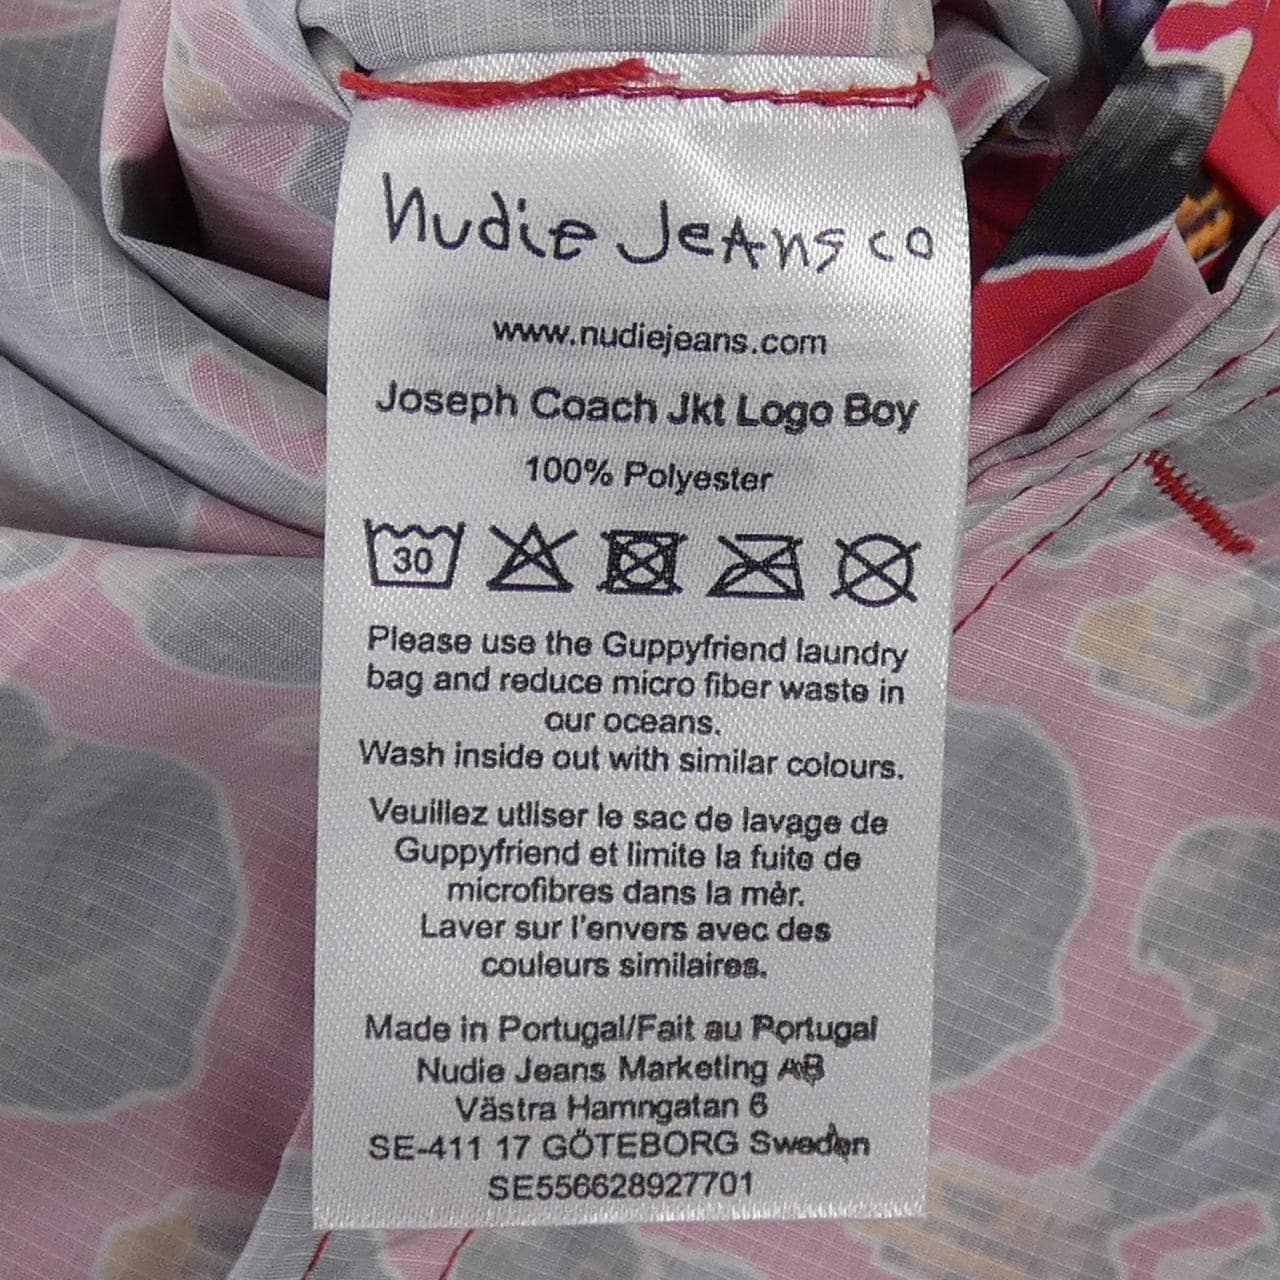 Nudie Jeans co
www.nudiejeans.com
Joseph Coach Jkt Logo Boy
100% Polyester
30
Please use the Guppyfriend laundry
bag and reduce micro fiber waste in
our oceans.
Wash inside out with similar colours.
Veuillez utliser le sac de lavage de
Guppyfriend et limite la fuite de
microfibres dans la mèr.
Laver sur l'envers avec des
couleurs similaires.
Made in Portugal/Fait au Portugal
Nudie Jeans Marketing AB
Västra Hamngatan 6
SE-411 17 GÖTEBORG Sweden
SE556628927701